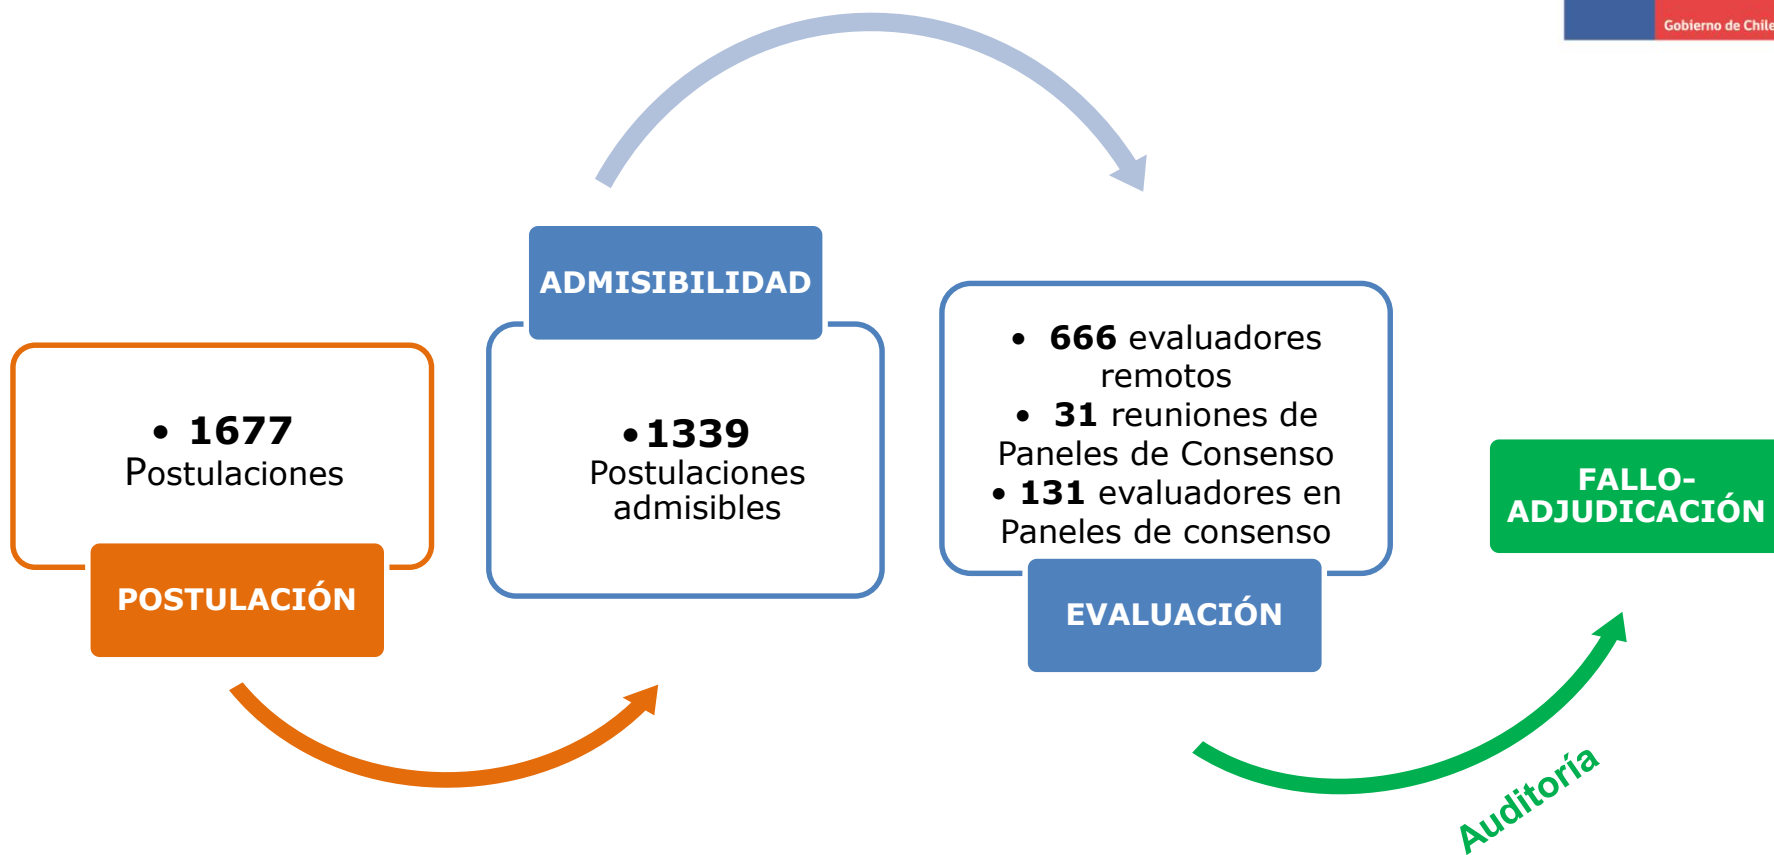 Gobierno de Chile
• 1677
Postulaciones
POSTULACIÓN
ADMISIBILIDAD
• 1339
Postulaciones
admisibles
• 666 evaluadores
remotos
• 31 reuniones de
Paneles de Consenso
• 131 evaluadores en
Paneles de consenso
EVALUACIÓN
FALLO-
ADJUDICACIÓN
Auditoría